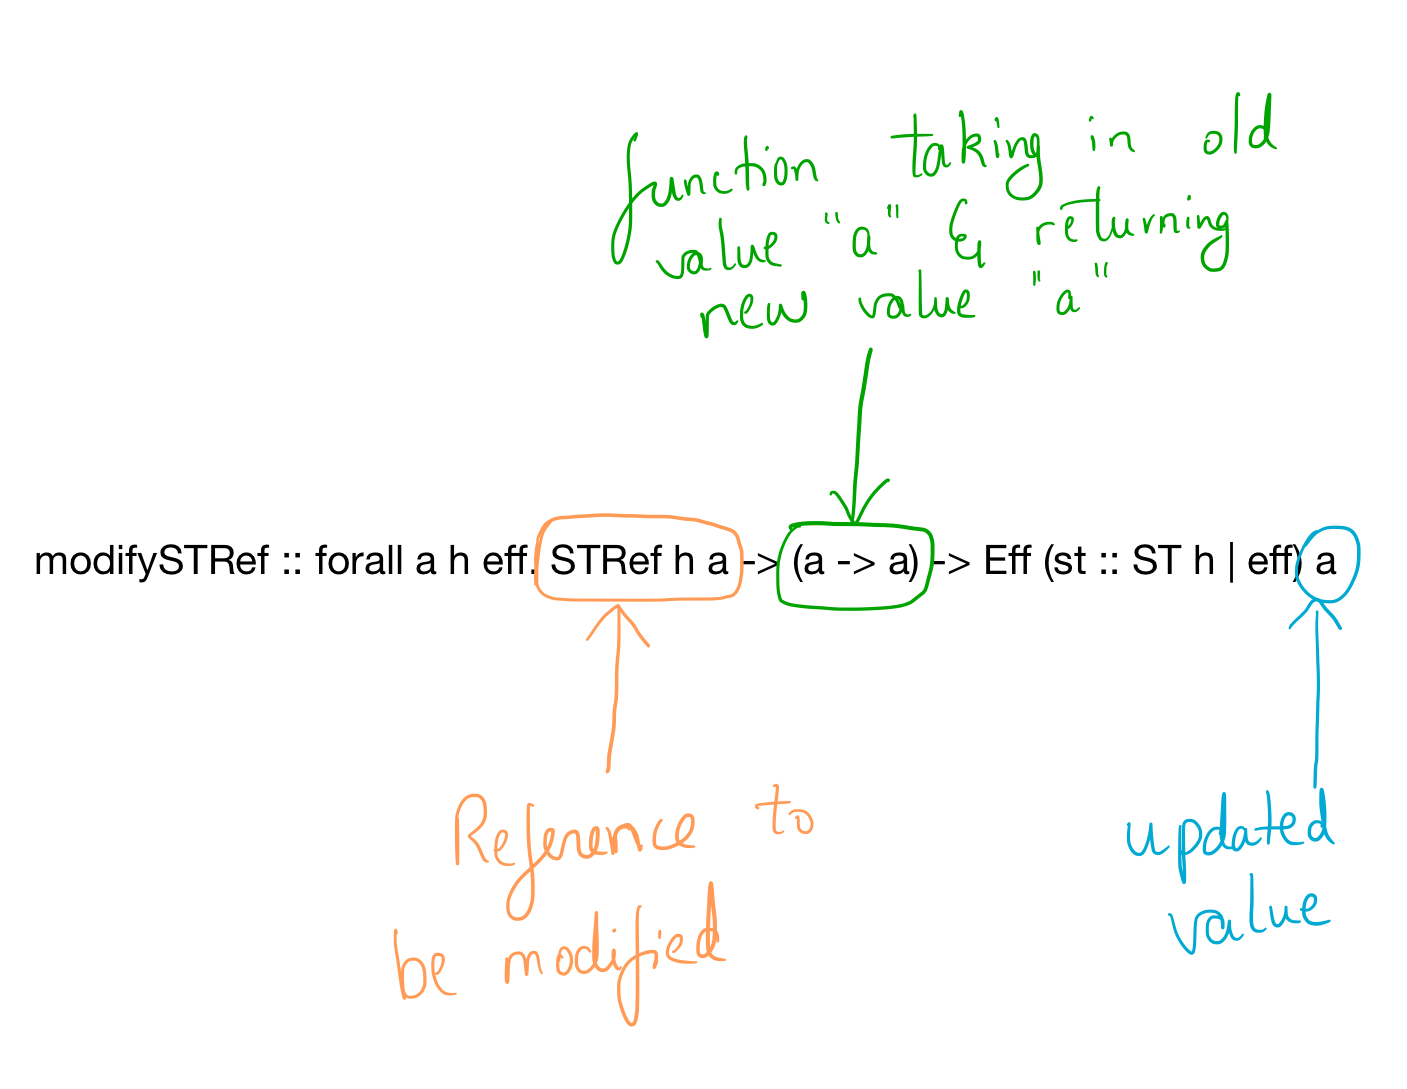 function taking in old
value "a" & returning
new value "a"
modifySTRef :: forall a h eff. STRef h a -> (a -> a) -> Eff (st :: ST h | eff) a
Reference to
be modified
updated
value